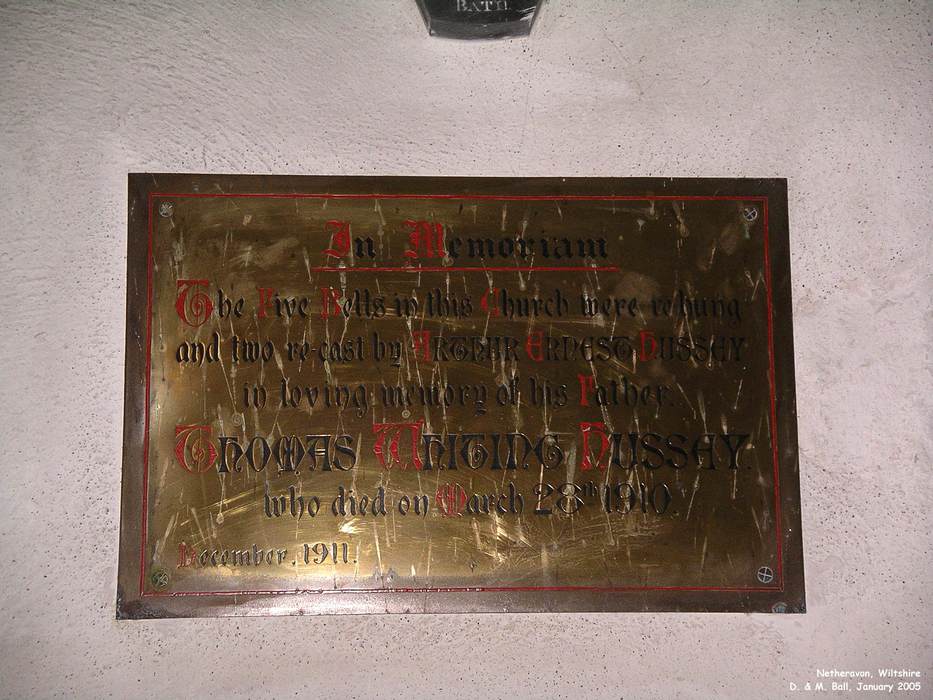 BATH
In Memoriam
The Five Bells in this Church were rehung
and two re-cast by ARTHUR ERNEST HUSSEY
in loving memory of his Father.
THOMAS WHITING HUSSEY.
who died on March 28th 1910.
December, 1911.
Netheravon, Wiltshire
D. & M. Ball, January 2005